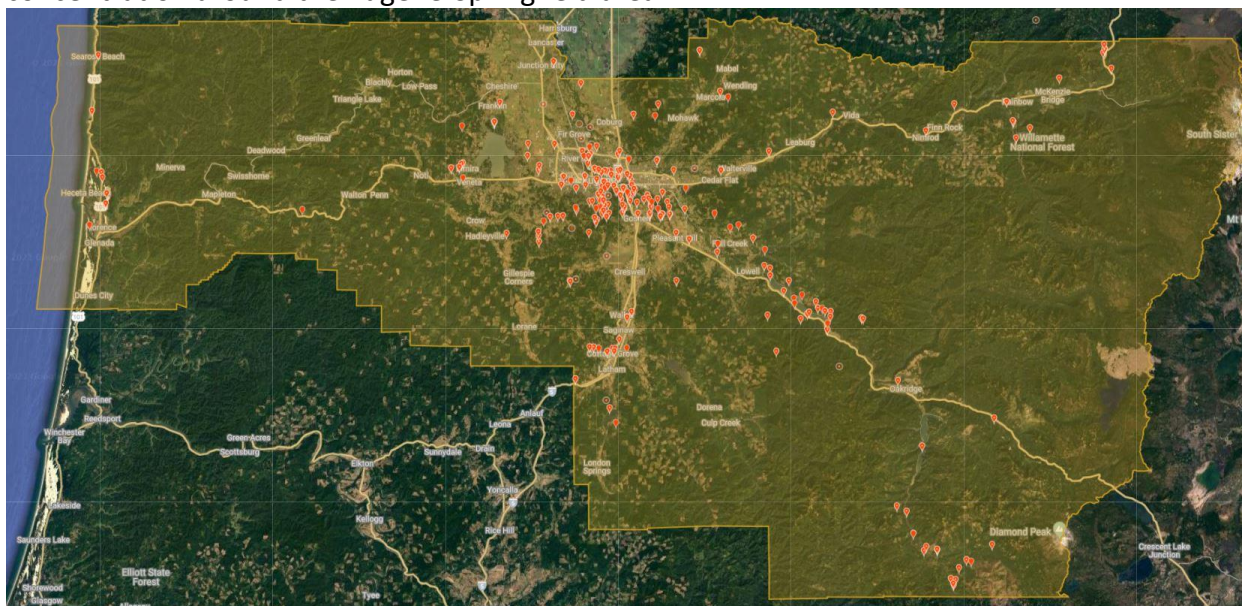 Harrisburg
Lancaster
Searose Beach
Junction City
Horton
Mabel
Blachly
Low Pass
Cheshire
Wendling
Triangle Lake
Franklin
Marcola
McKenzie
Bridge
Rainbow
Coburg
Mohawk
Vida
Fir Grove
Finn Rock
Greenleaf
Leaburg
Nimrod
Willamette
National Forest
South Sister
Deadwood
River
Minerva
Elmira
Walterville
Swisshome
Noti
Veneta
Cedar Flat
Heceta Beach
Mapleton
Walton
Penn
Crow
Goshen
Florence
Hadleyville
Pleasant Hill
Fall Creek
Glenada
Creswell
Lowell
Gillespie
Corners
Dunes City
101
Walker
Lorane
Saginaw
Cottage Grove
Latham
Oakridge
Gardiner
Anlauf
Dorena
Reedsport
Leona
Culp Creek
Winchester
Bay
Green Acres
Scottsburg
Sunnydale
Drain
Elkton
London
Springs
Yoncalla
Lakeside
Kellogg
Rice Hill
Diamond Peak
Saunders Lake
Crescent Lake
Junction
Elliott State
Forest
Shorewood
Glasgow
Tyee